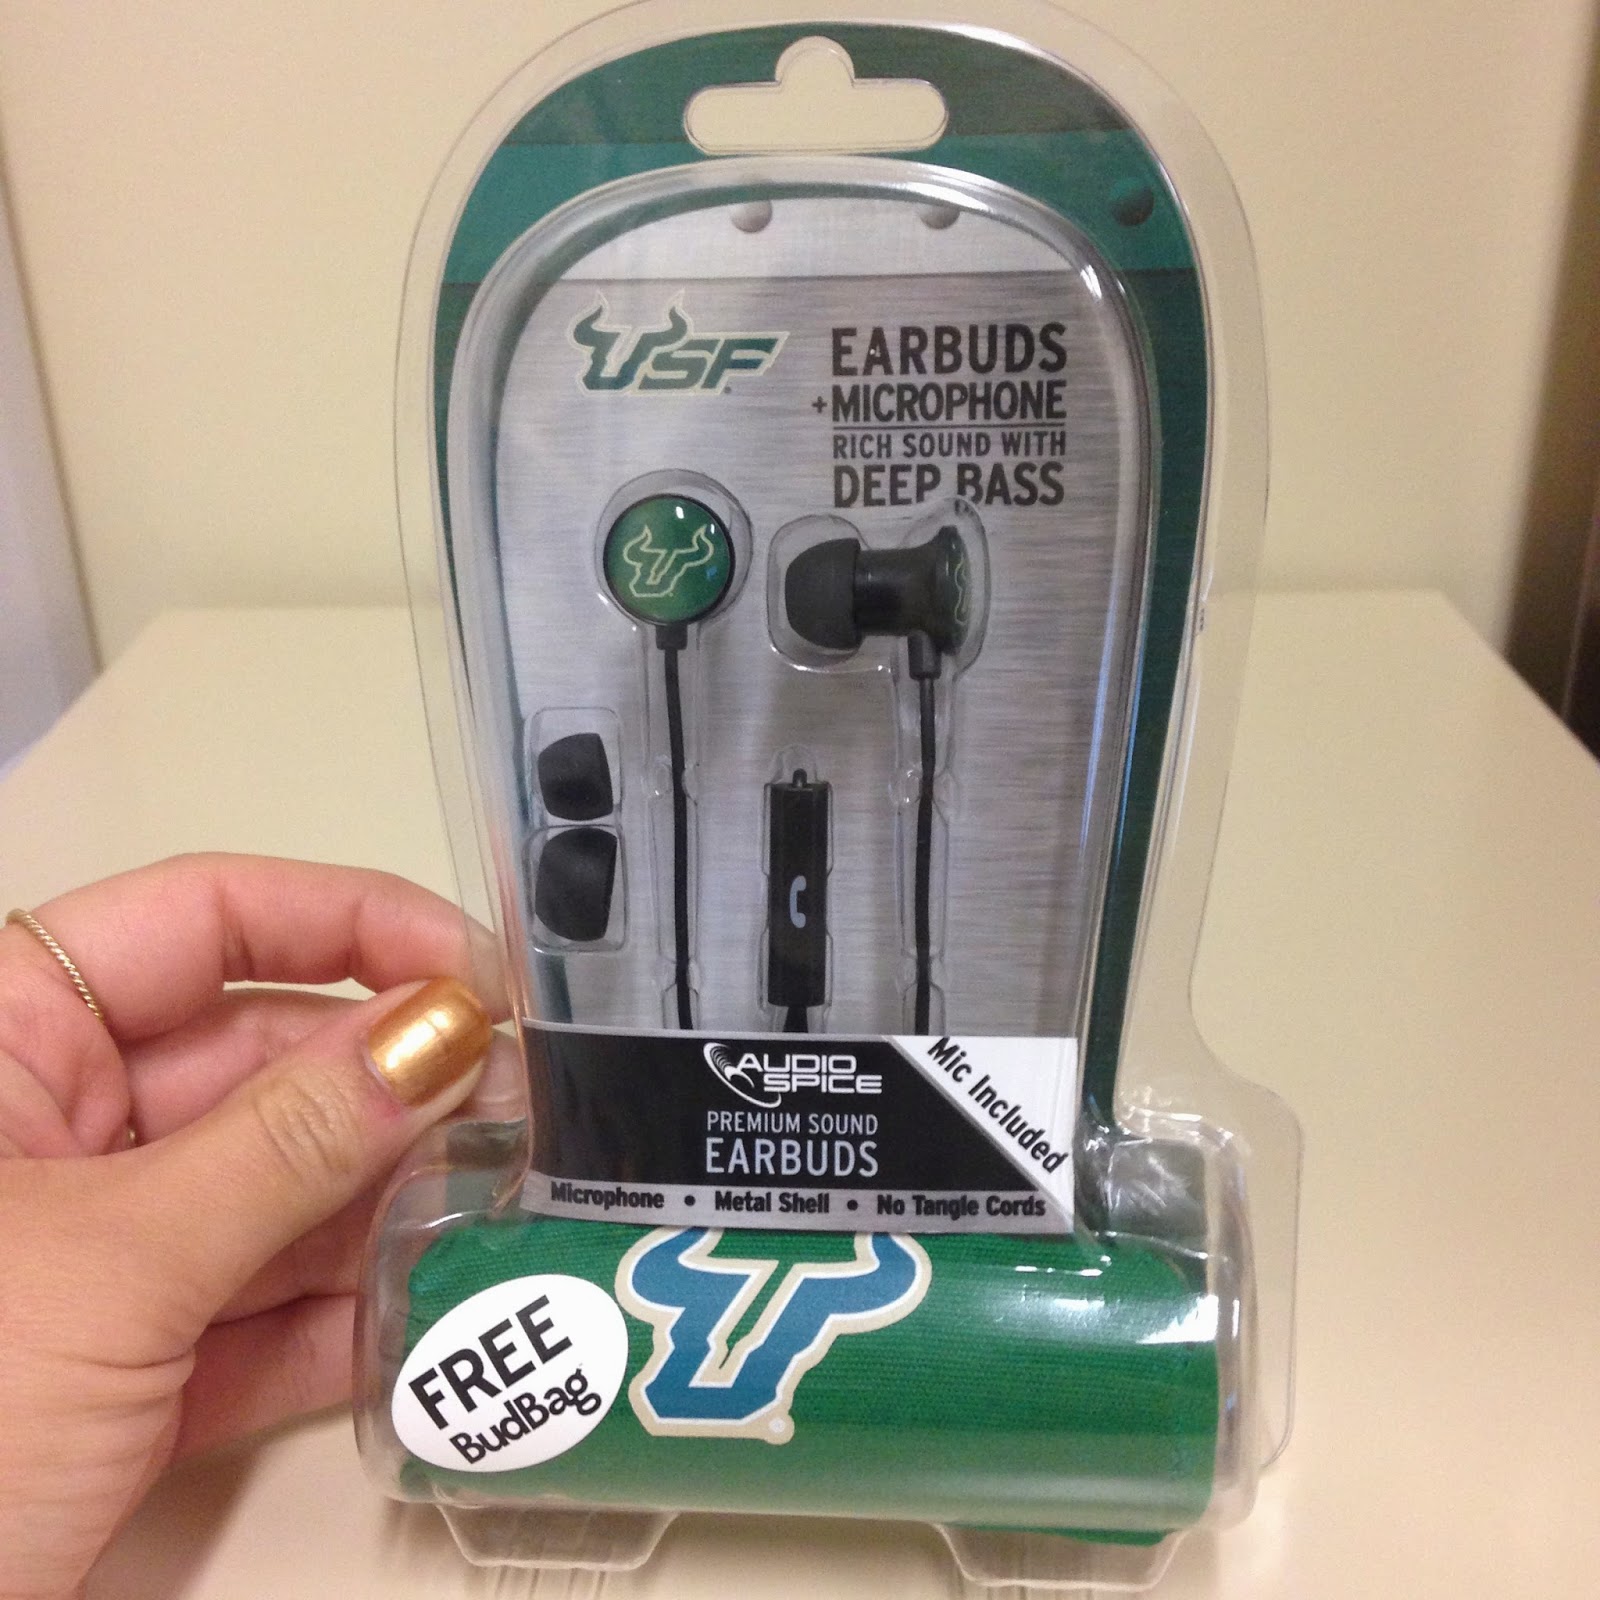 USF
EARBUDS
+MICROPHONE
RICH SOUND WITH
DEEP BASS
AUDIO
SPICE
PREMIUM SOUND
EARBUDS
Mic Included
Microphone • Metal Shell • No Tangle Cords
FREE
BudBag